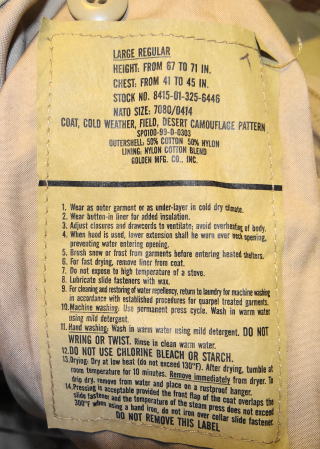 LARGE REGULAR
HEIGHT: FROM 67 TO 71 IN.
CHEST: FROM 41 TO 45 IN.
STOCK NO. 8415-01-325-6446
NATO SIZE: 7080/0414
COAT, COLD WEATHER, FIELD, DESERT CAMOUFLAGE PATTERN
SPO100-99-D-0303
OUTERSHELL: 50% COTTON 50% NYLON
LINING: NYLON COTTON BLEND
GOLDEN MFG. CO., INC.
1. Wear as outer garment or as under-layer in cold dry climate.
2. Wear button-in liner for added insulation.
3. Adjust closures and drawcords to ventilate; avoid overheating of body.
4. When hood is used, lower extension shall be worn over neck opening,
preventing water entering opening.
5. Brush snow or frost from garments before entering heated shelters.
6. For fast drying, remove liner from coat.
7. Do not expose to high temperature of a stove.
8. Lubricate slide fasteners with wax.
9. For cleaning and restoring of water repellency, return to laundry for machine washing
in accordance with established procedures for quarpel treated garments.
10. Machine washing: Use permanent press cycle. Wash in warm water
using mild detergent.
11. Hand washing: Wash in warm water using mild detergent. DO NOT
WRING OR TWIST. Rinse in clean warm water.
12. DO NOT USE CHLORINE BLEACH OR STARCH.
13. Drying: Dry at low heat (do not exceed 130°F). After drying, tumble at
room temperature for 10 minutes. Remove immediately from dryer. To
drip dry, remove from water and place on a rustproof hanger.
14. Pressing is acceptable provided the front flap of the coat overlaps the
slide fastener and the temperature of the steam press does not exceed
300°F when using a hand iron, do not iron over collar slide fastener.
DO NOT REMOVE THIS LABEL